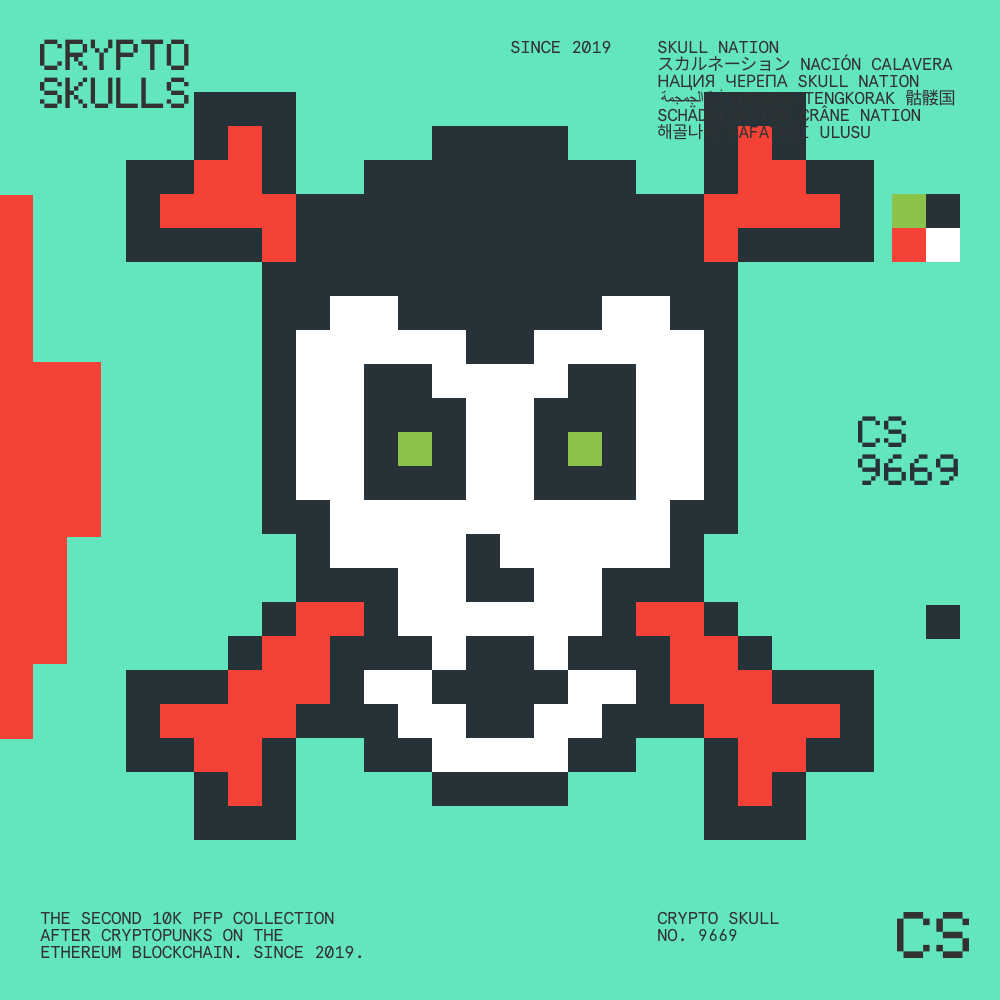 CRYPTO
SKULLS
SINCE 2019
SKULL NATION
スカルネーション NACIÓN CALAVERA
НАЦИЯ ЧЕРЕПА SKULL NATION
TENGKORAK 骷髅国
CRÂNE NATION
해골나 ULUSU
CS
9669
THE SECOND 10K PFP COLLECTION
AFTER CRYPTOPUNKS ON THE
ETHEREUM BLOCKCHAIN. SINCE 2019.
CRYPTO SKULL
NO. 9669
CS